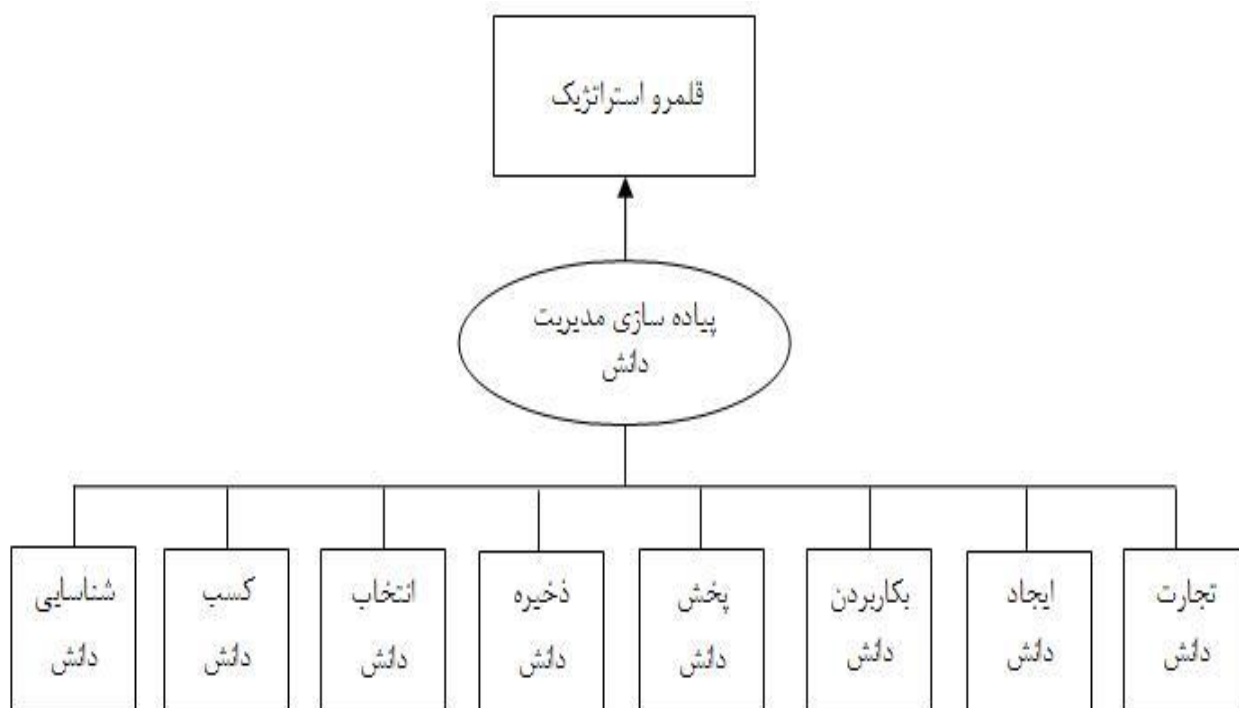 قلمرو استراتژیک
پیاده سازی مدیریت
دانش
تجارت
دانش
ایجاد
دانش
بکاربردن
دانش
پخش
دانش
ذخیره
دانش
انتخاب
دانش
کسب
دانش
شناسایی
دانش